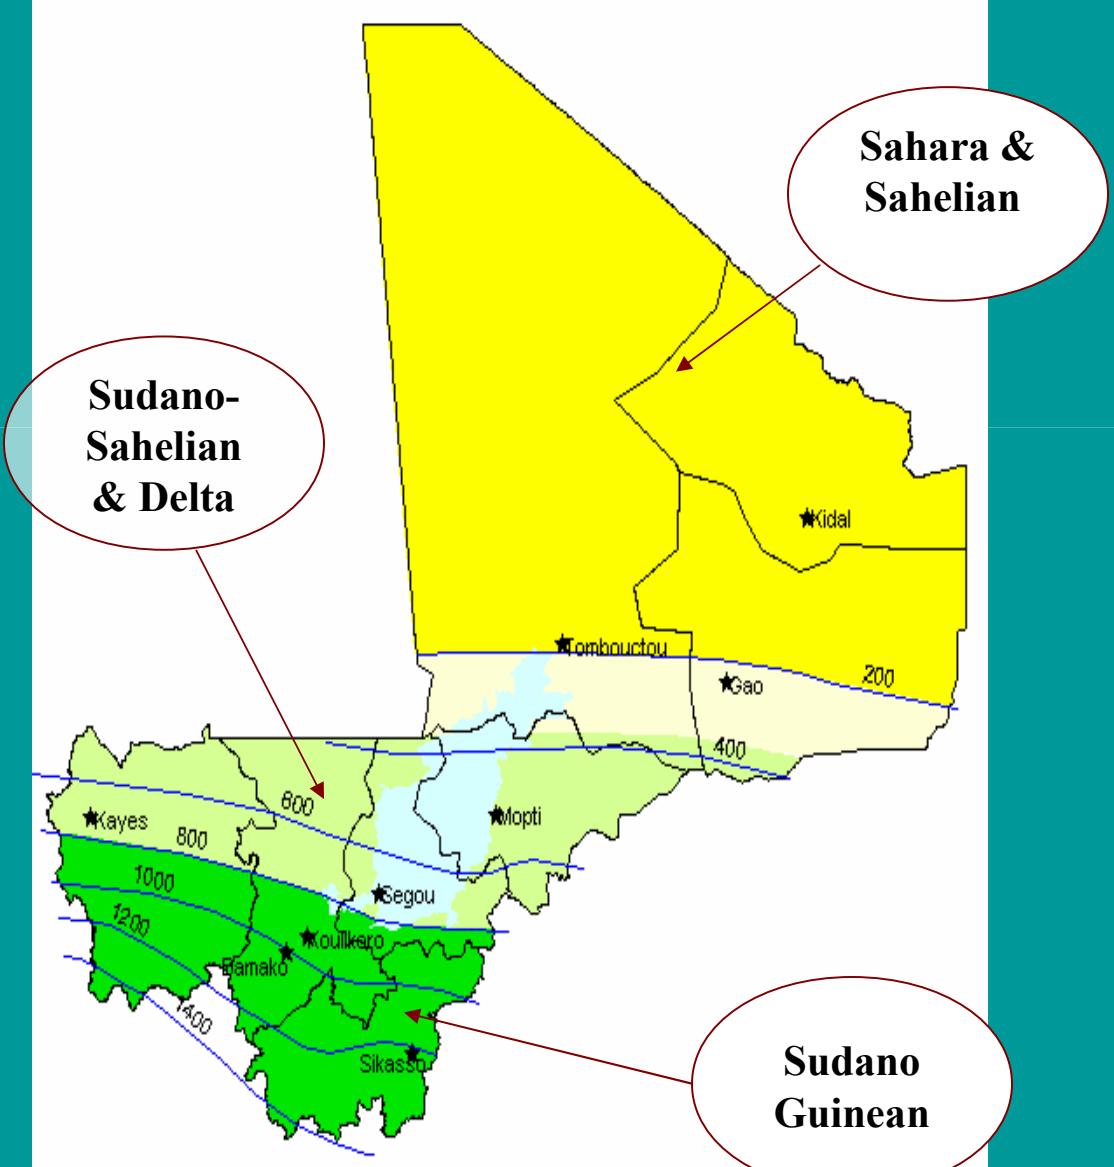 Sahara &
Sahelian
Sudano-
Sahelian
& Delta
Kidal
Tombouctou
200
Gao
400
600
Kayes
Mopti
800
1000
Segou
1200
Koulikoro
Bamako
1400
Sikasso
Sudano
Guinean